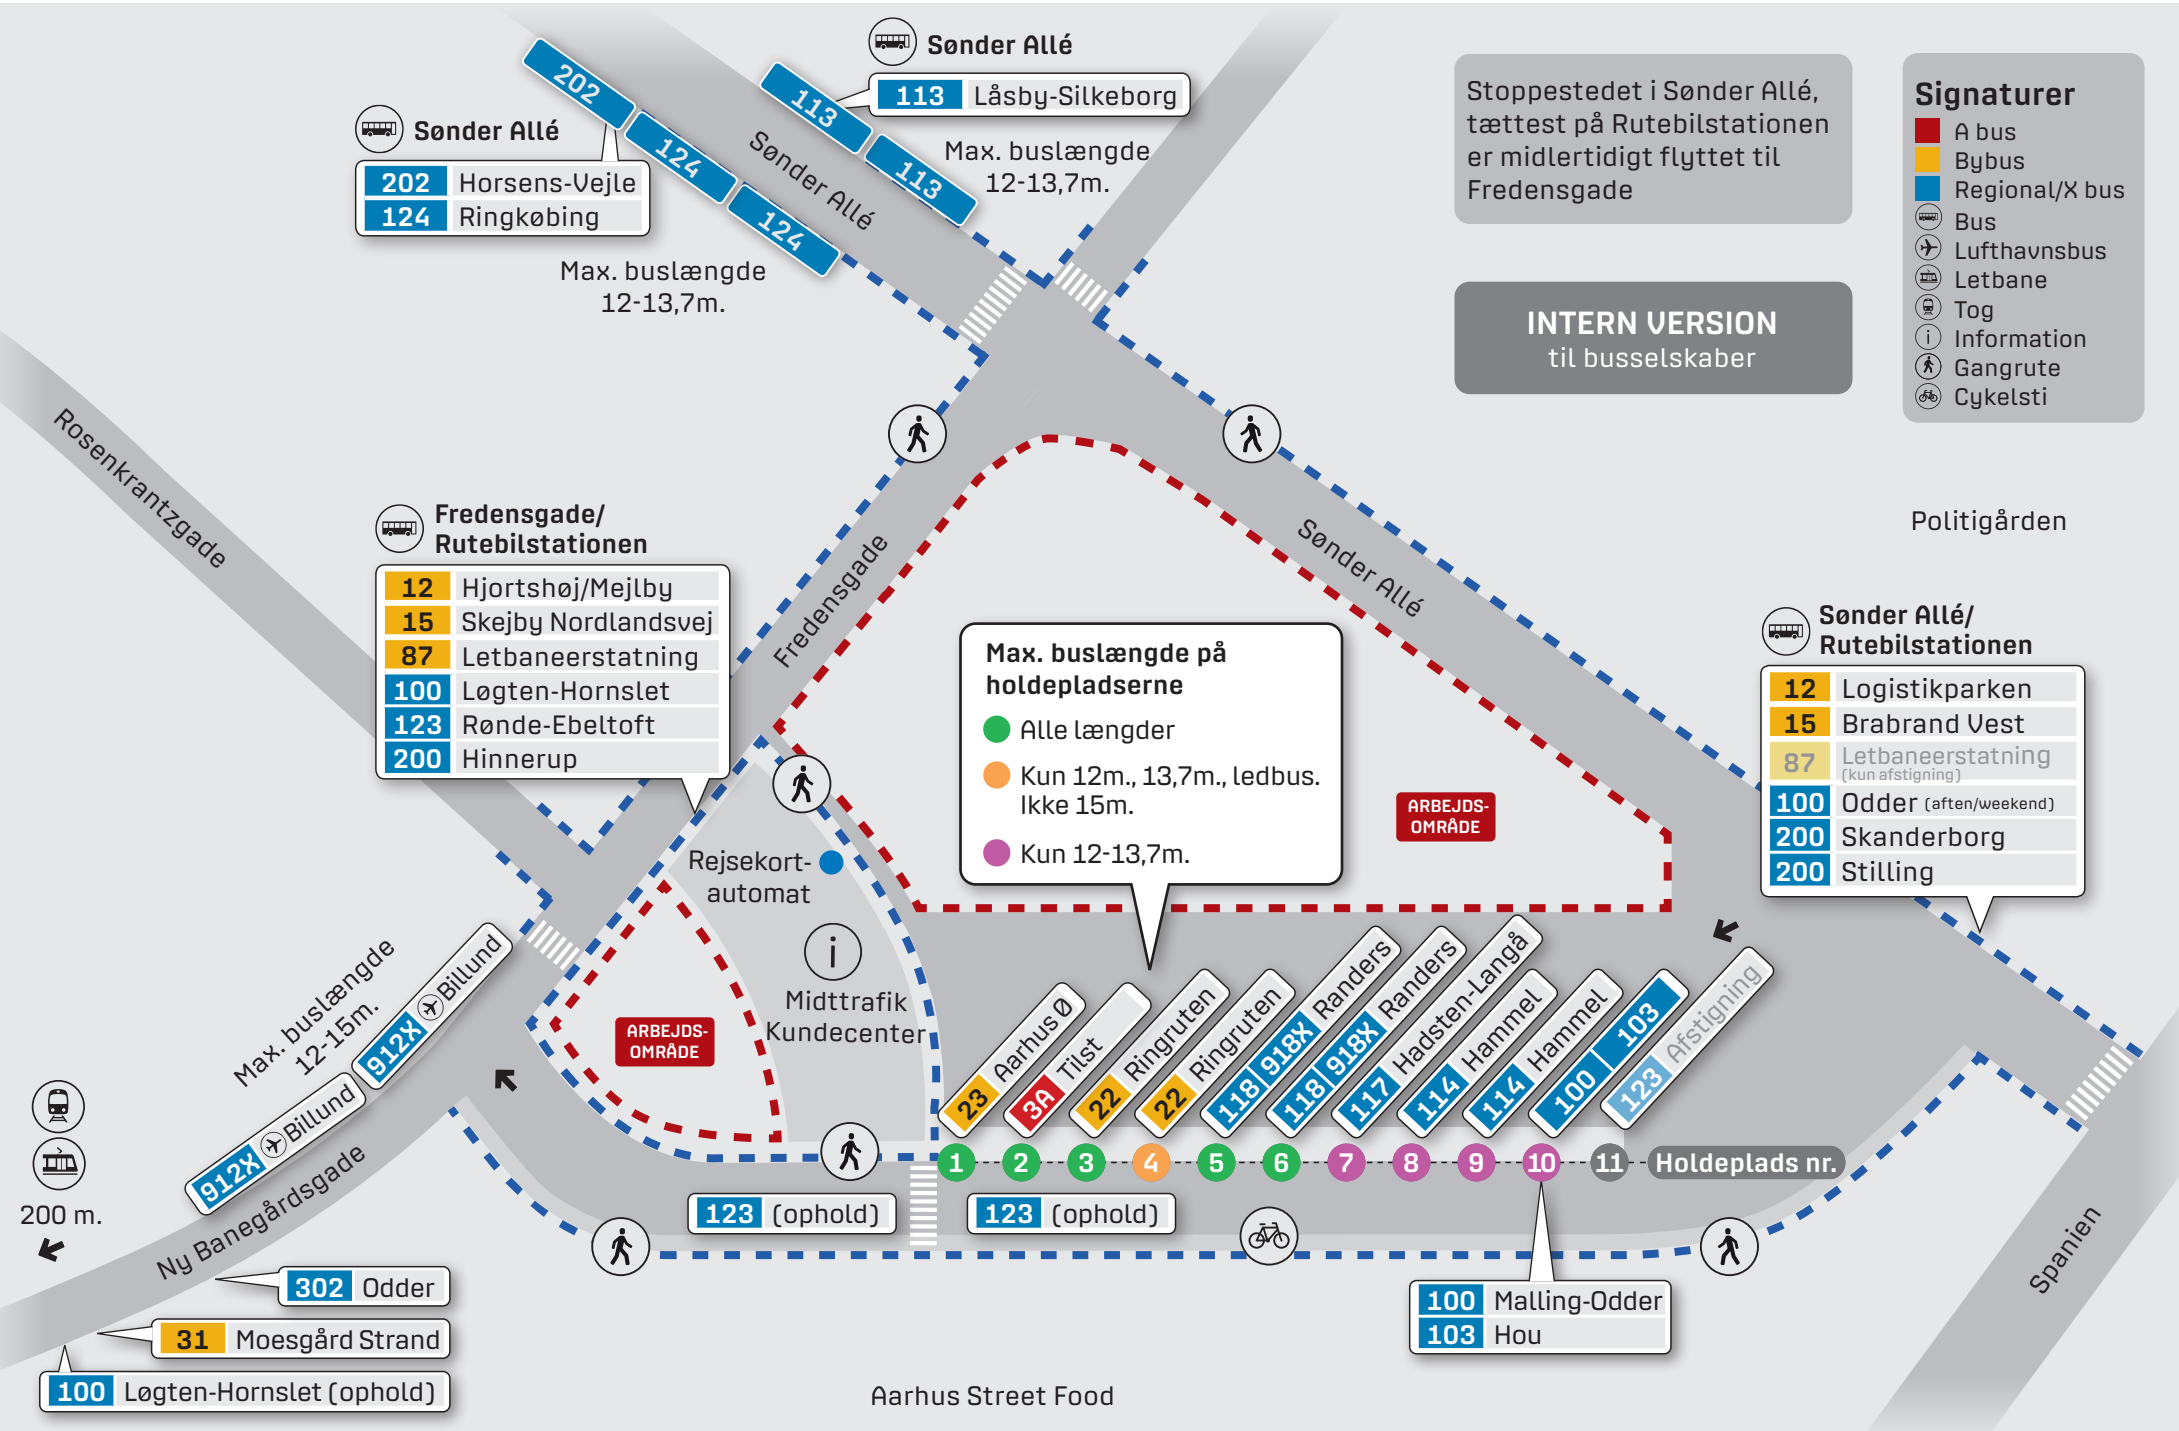 Sønder Allé
113 Låsby-Silkeborg
Max. buslængde
12-13,7m.
113
113
Sønder Allé
202 Horsens-Vejle
124 Ringkøbing
Max. buslængde
12-13,7m.
202
124
124
Sønder Allé
Stoppestedet i Sønder Allé,
tættest på Rutebilstationen
er midlertidigt flyttet til
Fredensgade
INTERN VERSION
til busselskaber
Signaturer
A bus
Bybus
Regional/X bus
Bus
Lufthavnsbus
Letbane
Tog
Information
Gangrute
Cykelsti
Rosenkrantzgade
Fredensgade/
Rutebilstationen
12 Hjortshøj/Mejlby
15 Skejby Nordlandsvej
87 Letbaneerstatning
100 Løgten-Hornslet
123 Rønde-Ebeltoft
200 Hinnerup
Fredensgade
Sønder Allé
Politigården
Sønder Allé/
Rutebilstationen
12 Logistikparken
15 Brabrand Vest
87 Letbaneerstatning
(kun afstigning)
100 Odder (aften/weekend)
200 Skanderborg
200 Stilling
Max. buslængde på
holdepladserne
Alle længder
Kun 12m., 13,7m., ledbus.
Ikke 15m.
Kun 12-13,7m.
ARBEJDS-
OMRÅDE
Rejsekort-
automat
i
Midttrafik
Kundecenter
ARBEJDS-
OMRÅDE
Max. buslængde
12-15m.
912X Billund
912X Billund
200 m.
Ny Banegårdsgade
23 Aarhus Ø
3A Tilst
22 Ringruten
22 Ringruten
118 918X Randers
118 918X Randers
117 Hadsten-Langå
114 Hammel
114 Hammel
100 103
123 Afstigning
1 2 3 4 5 6 7 8 9 10 11 Holdeplads nr.
123 (ophold)
123 (ophold)
100 Malling-Odder
103 Hou
Spanien
302 Odder
31 Moesgård Strand
100 Løgten-Hornslet (ophold)
Aarhus Street Food